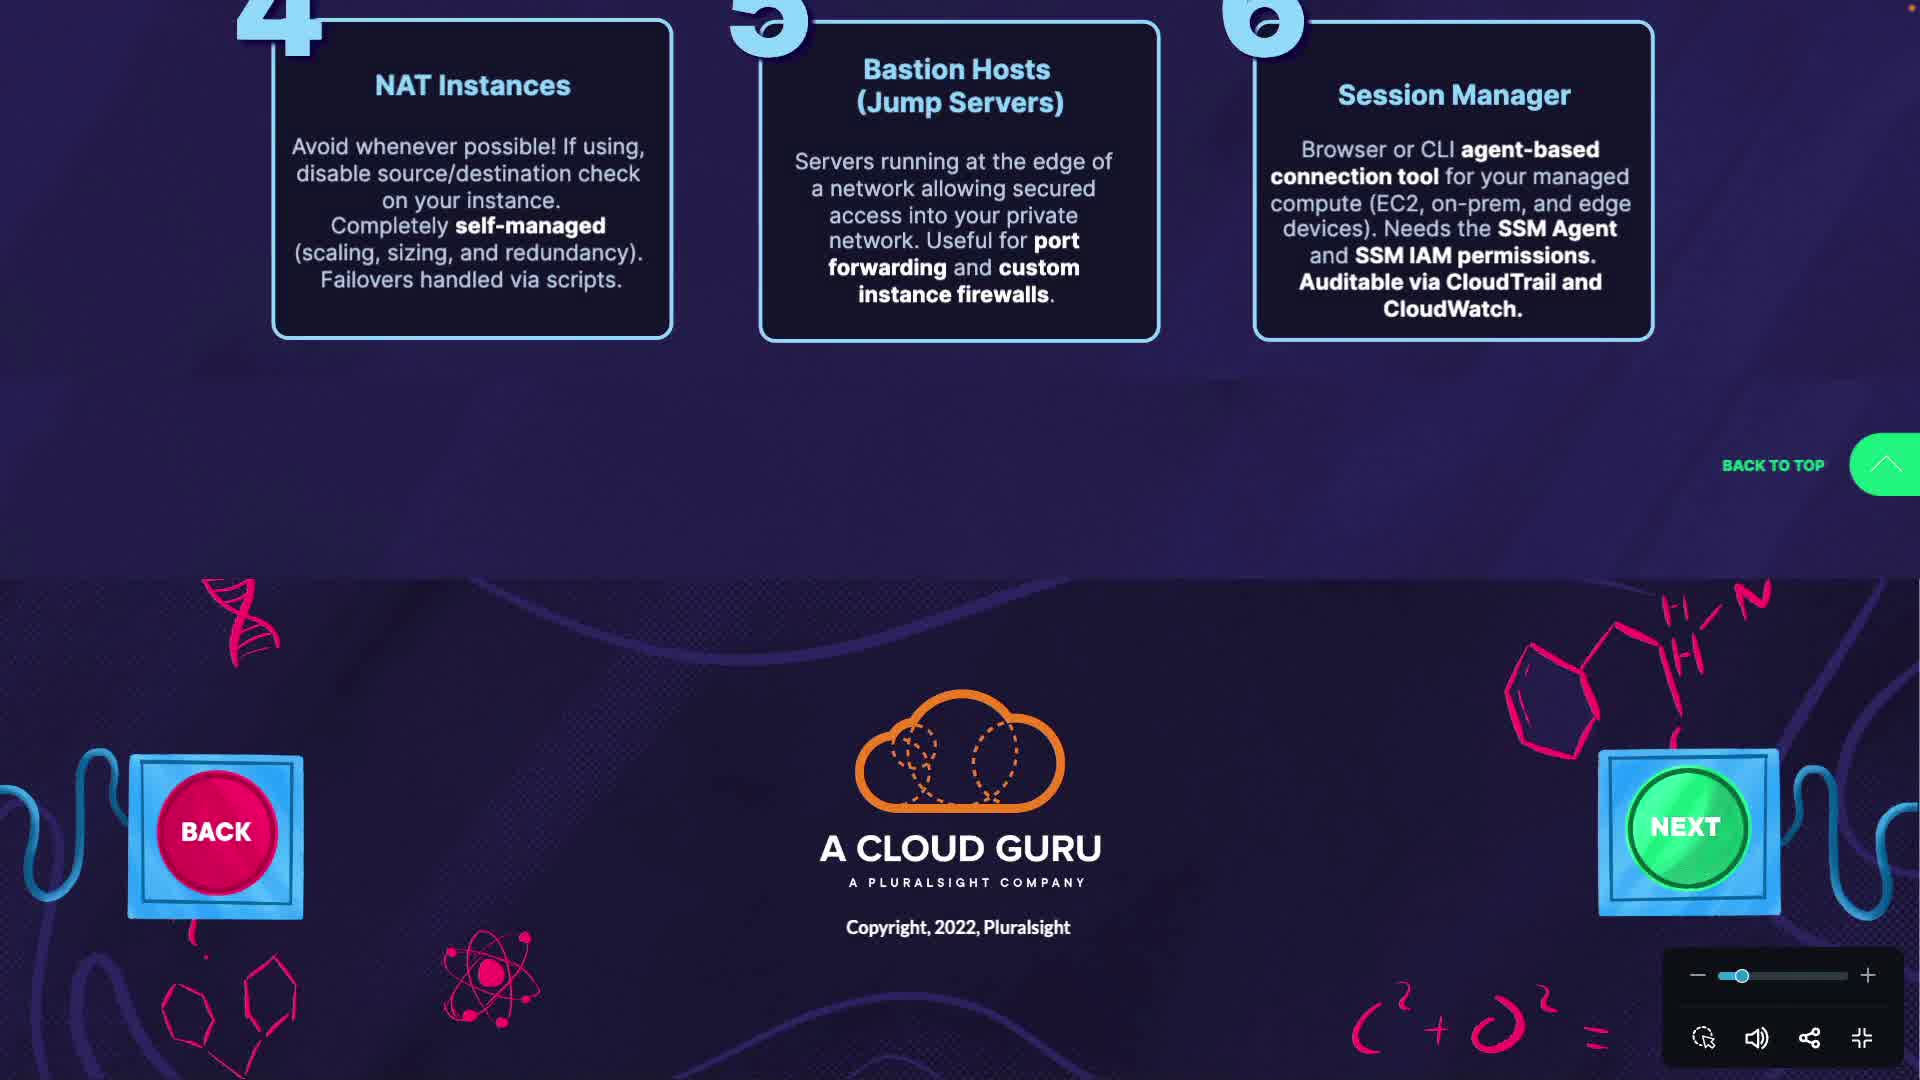 4
NAT Instances
Avoid whenever possible! If using,
disable source/destination check
on your instance.
Completely self-managed
(scaling, sizing, and redundancy).
Failovers handled via scripts.
5
Bastion Hosts
(Jump Servers)
Servers running at the edge of
a network allowing secured
access into your private
network. Useful for port
forwarding and custom
instance firewalls.
6
Session Manager
Browser or CLI agent-based
connection tool for your managed
compute (EC2, on-prem, and edge
devices). Needs the SSM Agent
and SSM IAM permissions.
Auditable via CloudTrail and
CloudWatch.
BACK TO TOP
H
N
H
BACK
A CLOUD GURU
A PLURALSIGHT COMPANY
Copyright, 2022, Pluralsight
NEXT
C² + O² =